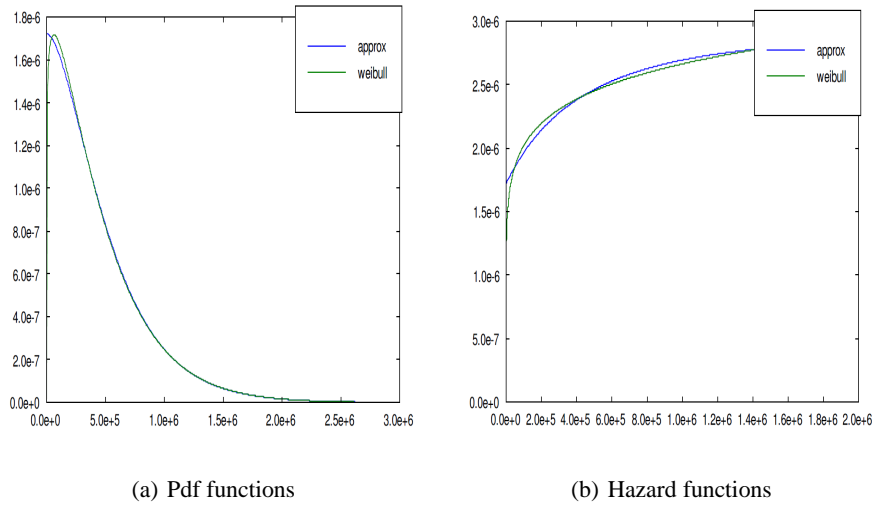 1.8e-6
1.6e-6
1.4e-6
1.2e-6
1.0e-6
8.0e-7
6.0e-7
4.0e-7
2.0e-7
0.0e+0
0.0e+0 5.0e+5 1.0e+6 1.5e+6 2.0e+6 2.5e+6 3.0e+6
approx
weibull
(a) Pdf functions
3.0e-6
2.5e-6
2.0e-6
1.5e-6
1.0e-6
5.0e-7
0.0e+0
0.0e+0 2.0e+5 4.0e+5 6.0e+5 8.0e+5 1.0e+6 1.2e+6 1.4e+6 1.6e+6 1.8e+6 2.0e+6
approx
weibull
(b) Hazard functions